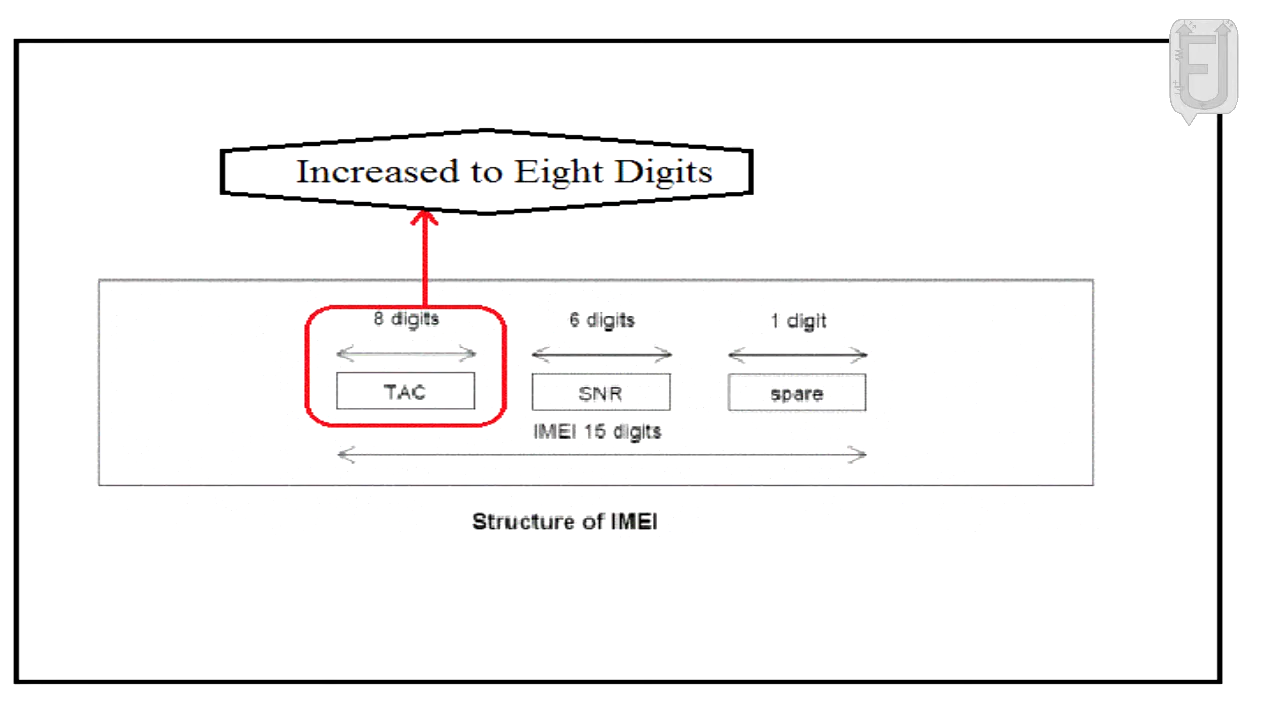 Increased to Eight Digits
8 digits
6 digits
1 digit
TAC
SNR
spare
IMEI 15 digits
Structure of IMEI